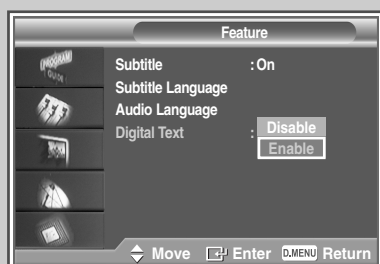 Feature
PROGRAM
GUIDE
Subtitle : On
Subtitle Language
Audio Language
Digital Text : Disable
Enable
Move Enter D.MENU Return